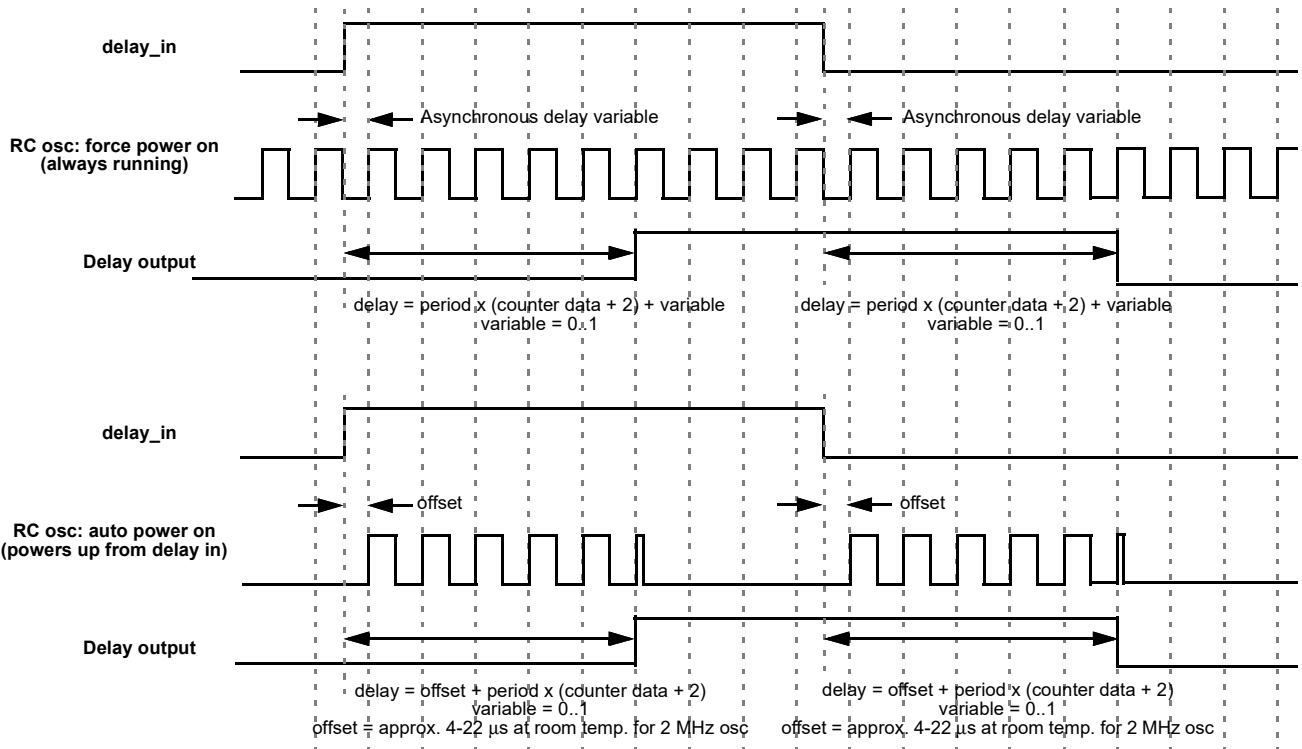 delay_in
Asynchronous delay variable
Asynchronous delay variable
RC osc: force power on
(always running)
Delay output
delay = period x (counter data + 2) + variable
variable = 0..1
delay = period x (counter data + 2) + variable
variable = 0..1
delay_in
offset
offset
RC osc: auto power on
(powers up from delay in)
Delay output
delay = offset + period x (counter data + 2)
variable = 0..1
offset = approx. 4-22 μs at room temp. for 2 MHz osc
delay = offset + period x (counter data + 2)
variable = 0..1
offset = approx. 4-22 μs at room temp. for 2 MHz osc